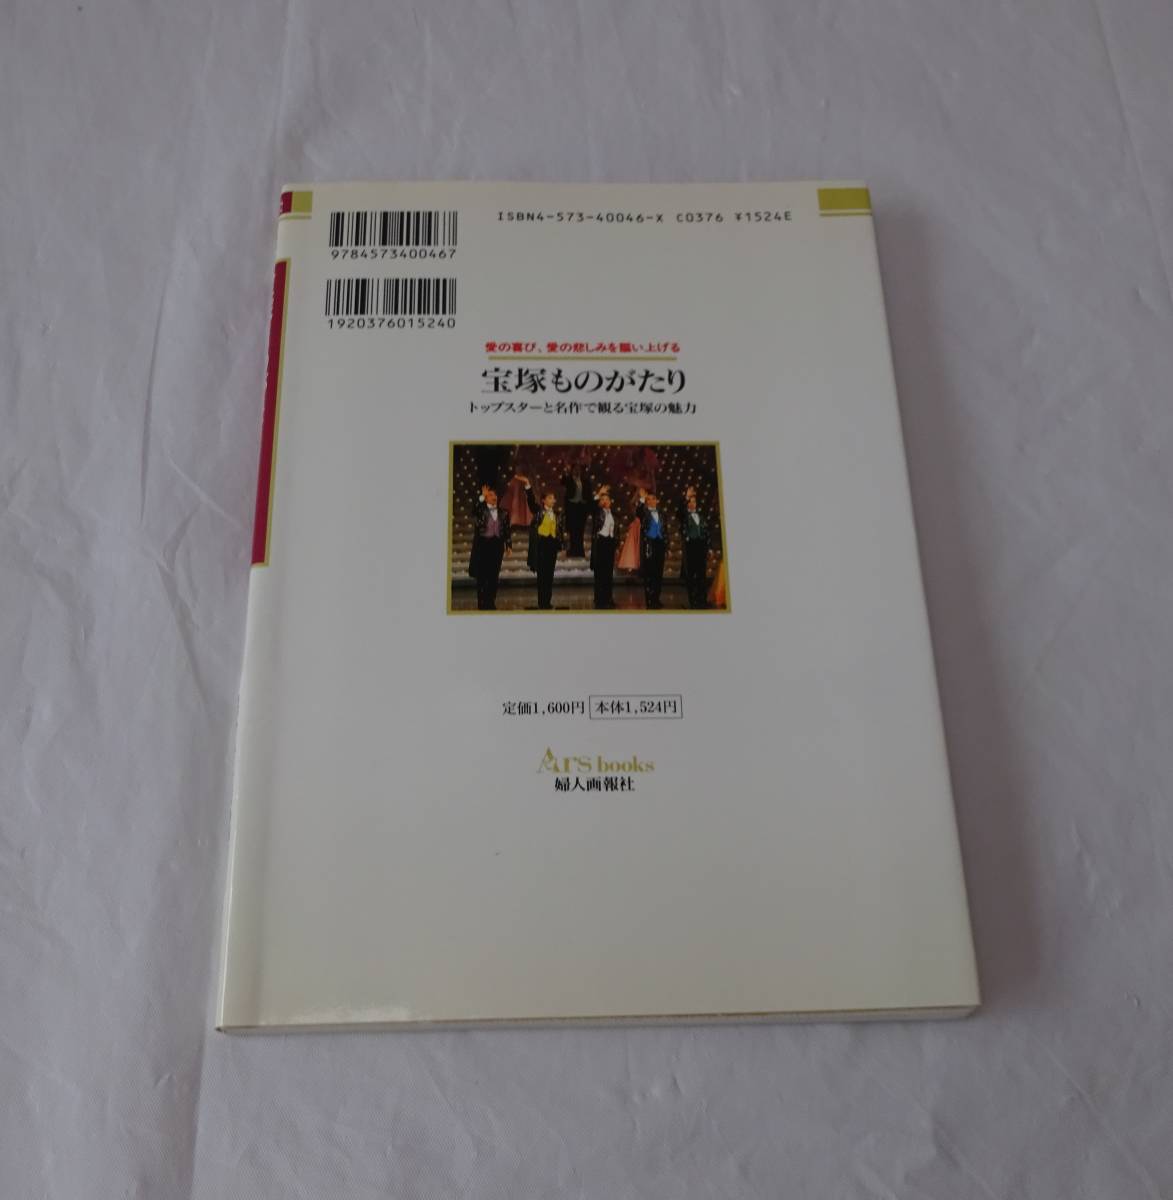 ISBN4-573-40046-X C0376 ¥1524E
9784573400467
1920376015240
愛の喜び、愛の悲しみを謳い上げる
宝塚ものがたり
トップスターと名作で観る宝塚の魅力
定価1,600円 本体1,524円
Ars books
婦人画報社